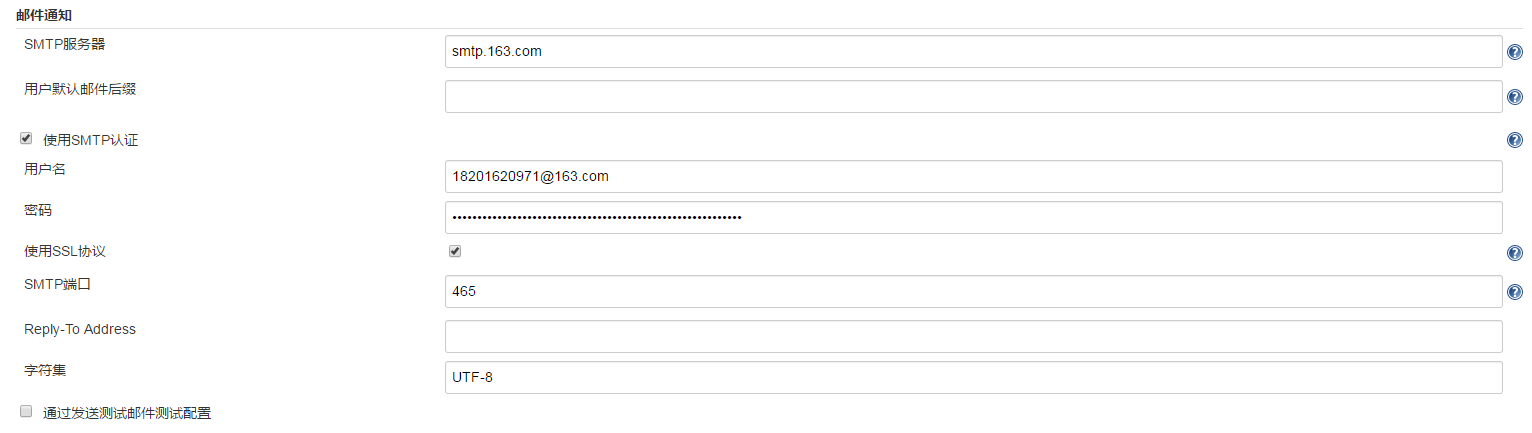 邮件通知
SMTP服务器
smtp.163.com
用户默认邮件后缀
使用SMTP认证
用户名
18201620971@163.com
密码
使用SSL协议
SMTP端口
465
Reply-To Address
字符集
UTF-8
通过发送测试邮件测试配置